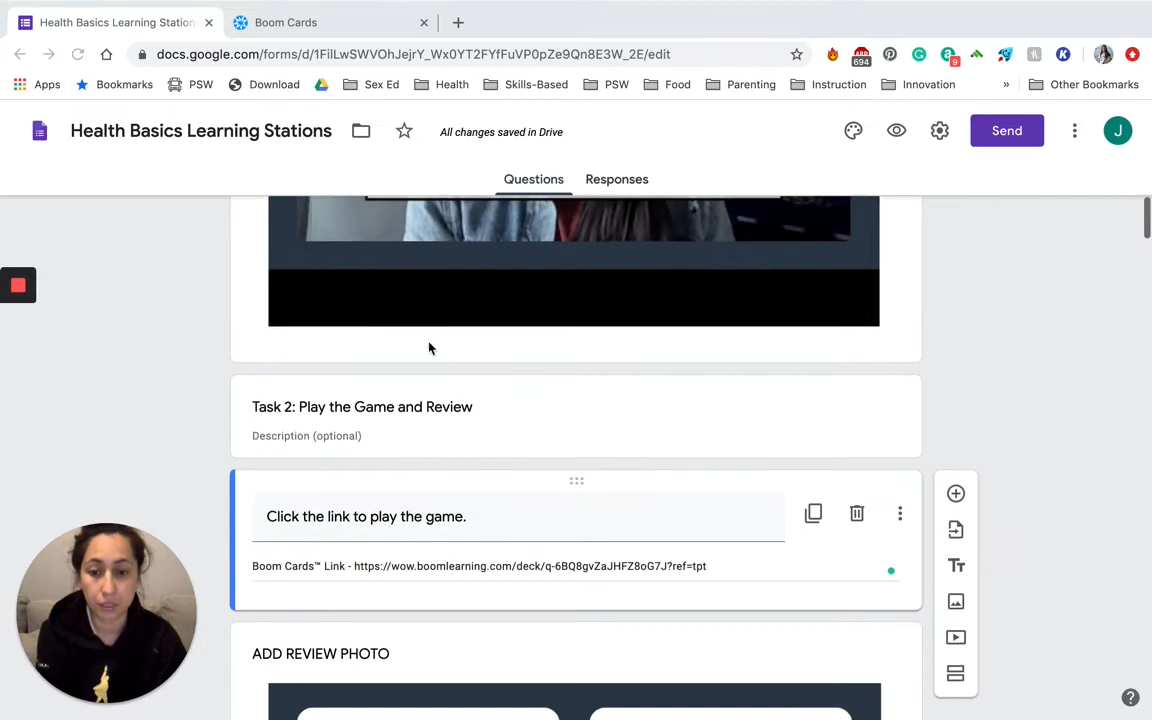 Health Basics Learning Station
Boom Cards
docs.google.com/forms/d/1FilLwSWVOhJejrY_Wx0YT2FYfFuVP0pZe9Qn8E3W_2E/edit
694
9
Apps
Bookmarks
PSW
Download
Sex Ed
Health
Skills-Based
PSW
Food
Parenting
Instruction
Innovation
»
Other Bookmarks
Health Basics Learning Stations
All changes saved in Drive
Send
J
Questions
Responses
Task 2: Play the Game and Review
Description (optional)
Click the link to play the game.
Boom Cards™ Link - https://wow.boomlearning.com/deck/q-6BQ8gvZaJHFZ8oG7J?ref=tpt
ADD REVIEW PHOTO